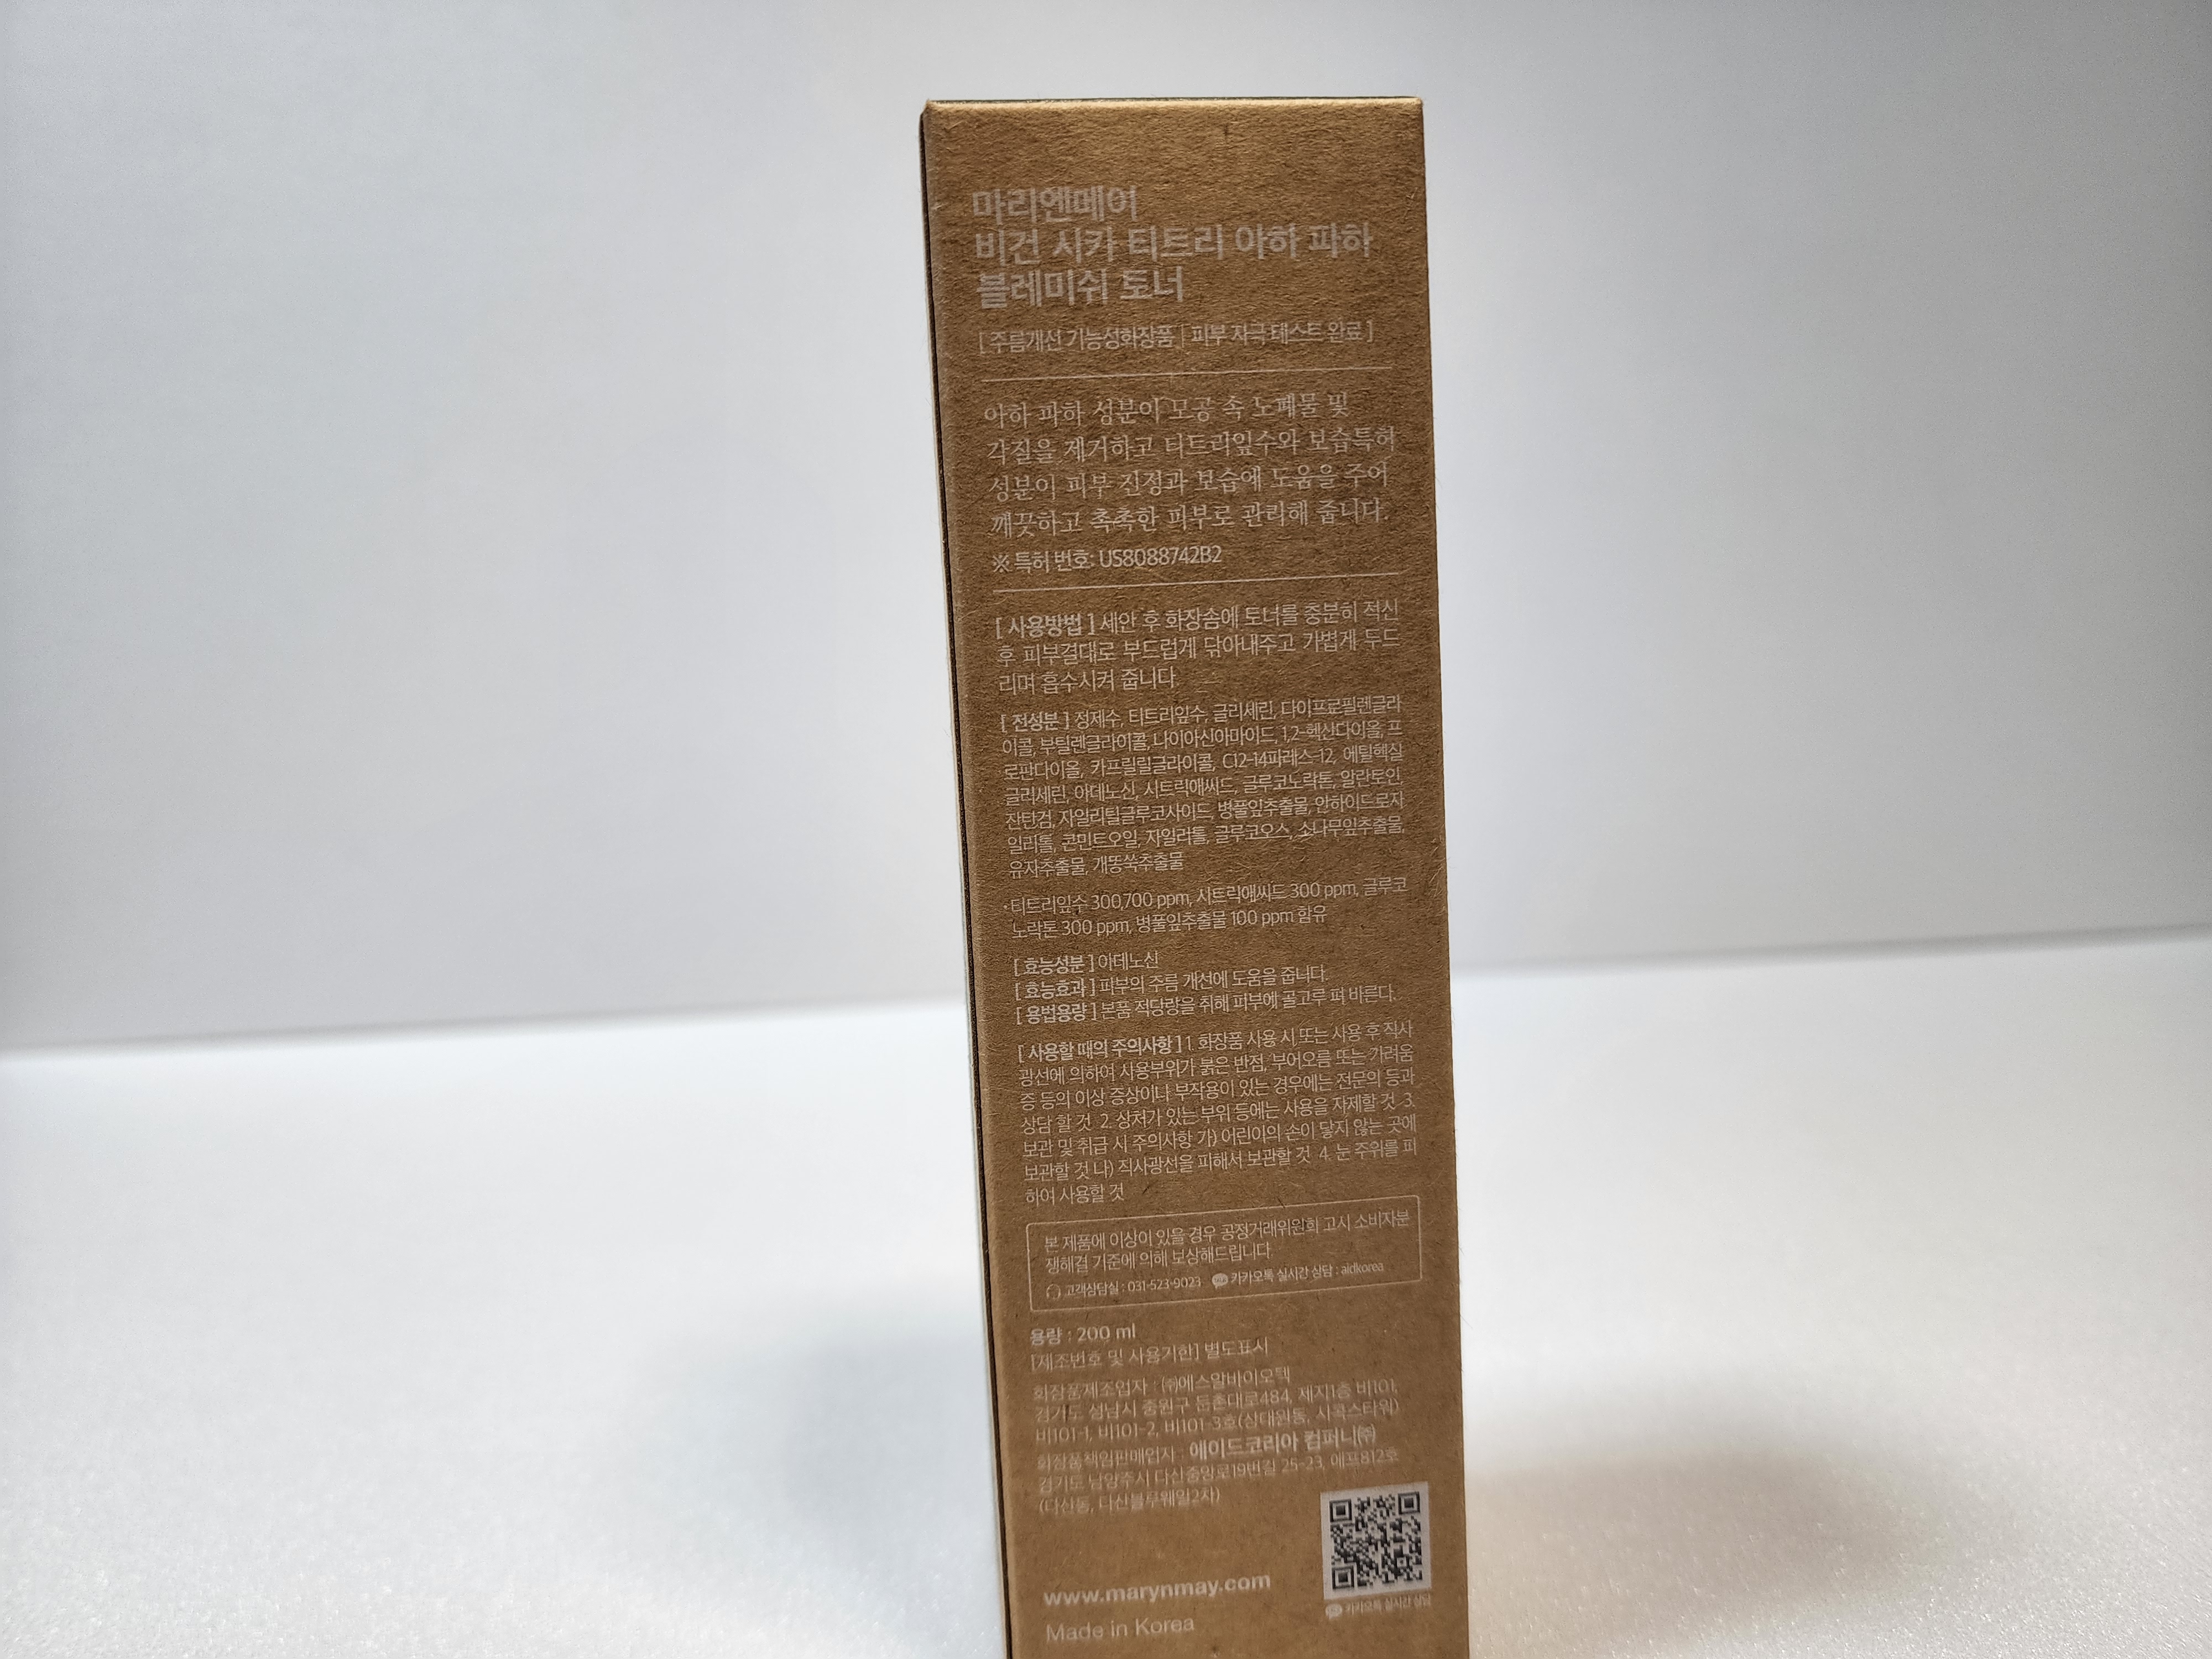 마리엔메이
비건 시카 티트리 아하 파하
블레미쉬 토너
[ 주름개선 기능성화장품 | 피부 자극 테스트 완료 ]
아하 파하 성분이 모공 속 노폐물 및
각질을 제거하고 티트리잎수와 보습특허
성분이 피부 진정과 보습에 도움을 주어
깨끗하고 촉촉한 피부로 관리해 줍니다.
※ 특허 번호: US8088742B2
[ 사용방법 ] 세안 후 화장솜에 토너를 충분히 적신
후 피부결대로 부드럽게 닦아내주고 가볍게 두드
리며 흡수시켜 줍니다.
[ 전성분 ] 정제수, 티트리잎수, 글리세린, 다이프로필렌글라
이콜, 부틸렌글라이콜, 나이아신아마이드, 1,2-헥산다이올, 프
로판다이올, 카프릴릴글라이콜, C12-14파레스-12, 에틸헥실
글리세린, 아데노신, 시트릭애씨드, 글루코노락톤, 알란토인,
잔탄검, 자일리틸글루코사이드, 병풀잎추출물, 안하이드로자
일리톨, 콘민트오일, 자일리톨, 글루코오스, 소나무잎추출물,
유자추출물, 개똥쑥추출물
•티트리잎수 300,700 ppm, 시트릭애씨드 300 ppm, 글루코
노락톤 300 ppm, 병풀잎추출물 100 ppm 함유
[ 효능성분 ] 아데노신
[ 효능효과 ] 피부의 주름 개선에 도움을 줍니다.
[ 용법용량 ] 본품 적당량을 취해 피부에 골고루 펴 바른다.
[ 사용할 때의 주의사항 ] 1. 화장품 사용 시 또는 사용 후 직사
광선에 의하여 사용부위가 붉은 반점, 부어오름 또는 가려움
증 등의 이상 증상이나 부작용이 있는 경우에는 전문의 등과
상담 할 것 2. 상처가 있는 부위 등에는 사용을 자제할 것 3.
보관 및 취급 시 주의사항 가) 어린이의 손이 닿지 않는 곳에
보관할 것 나) 직사광선을 피해서 보관할 것 4. 눈 주위를 피
하여 사용할 것
본 제품에 이상이 있을 경우 공정거래위원회 고시 소비자분
쟁해결 기준에 의해 보상해드립니다.
고객상담실 : 031-523-9023 카카오톡 실시간 상담 : aidkorea
용량 : 200 ml
[제조번호 및 사용기한] 별도표시
화장품제조업자 : ㈜에스알바이오텍
경기도 성남시 중원구 둔촌대로484, 제지1층 비101,
비101-1, 비101-2, 비101-3호(상대원동, 시콕스타워)
화장품책임판매업자 : 에이드코리아 컴퍼니㈜
경기도 남양주시 다산중앙로19번길 25-23, 에프812호
(다산동, 다산블루웨일2차)
www.marynmay.com
카카오톡 실시간 상담
Made in Korea